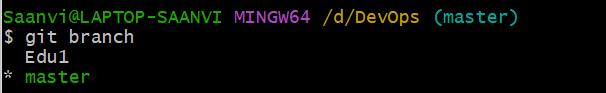 Saanvi@LAPTOP-SAANVI MINGW64 /d/DevOps (master)
$ git branch
  Edu1
* master